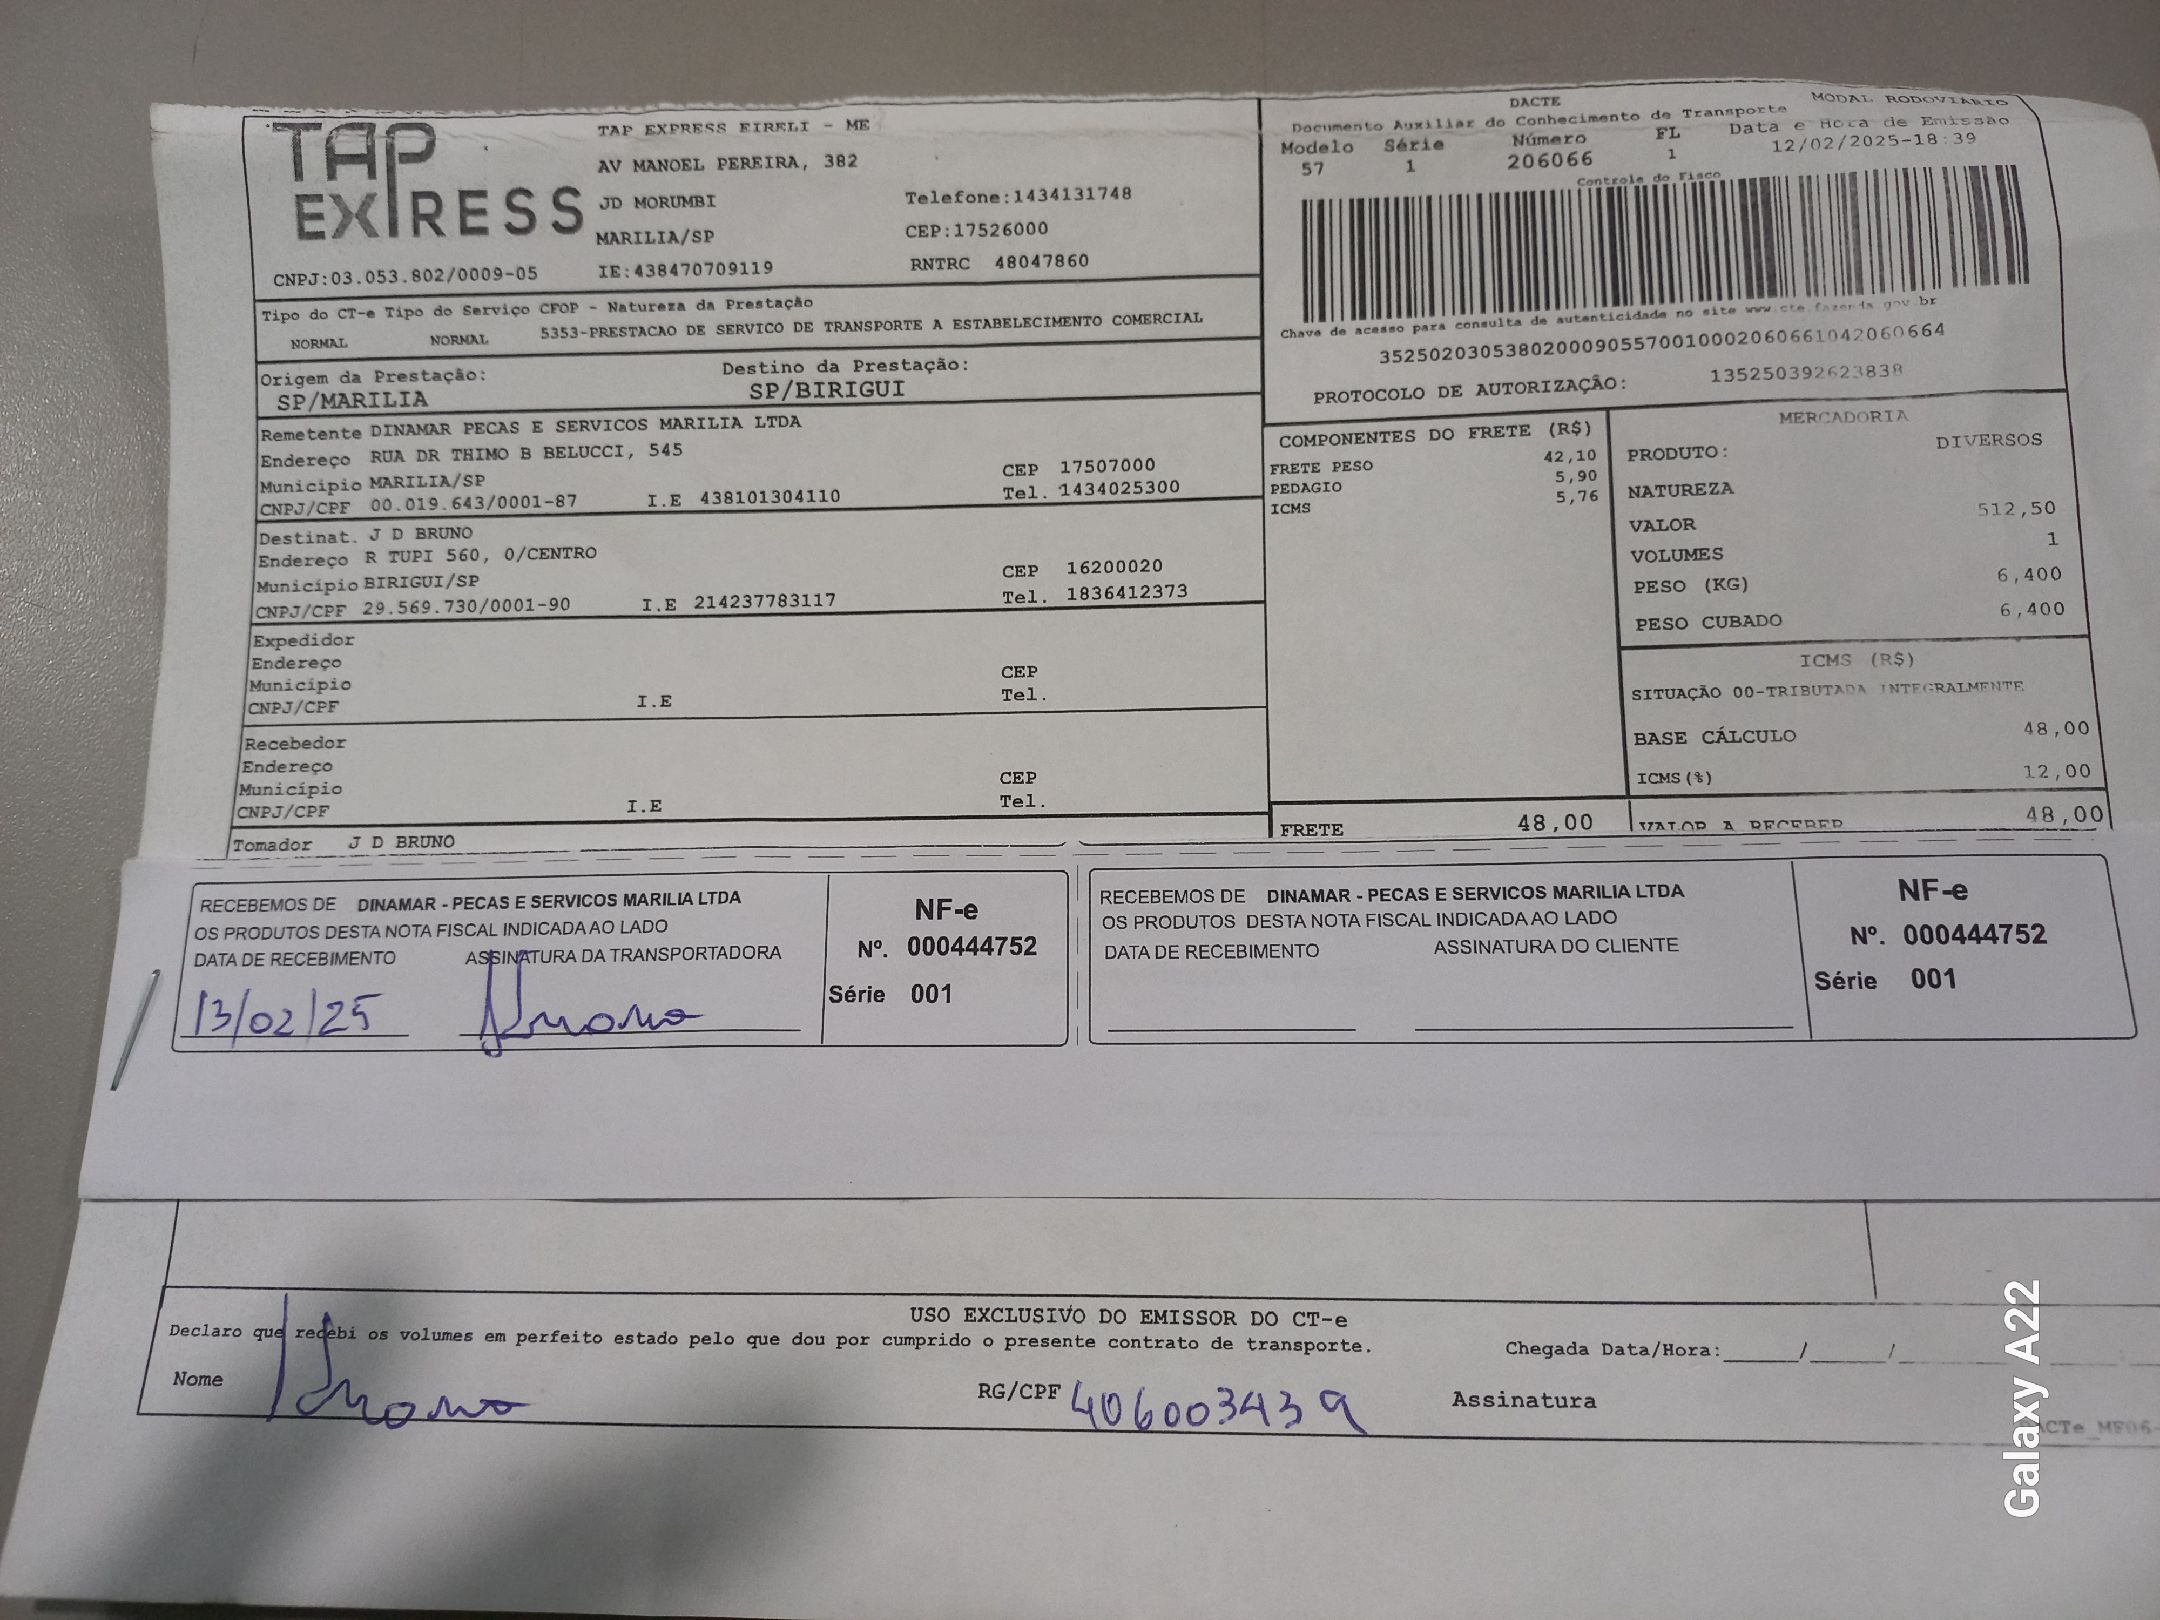 TAP
EXPRESS
TAP EXPRESS EIRELI - ME
AV MANOEL PEREIRA, 382
JD MORUMBI
Telefone:1434131748
MARILIA/SP
CEP:17526000
CNPJ:03.053.802/0009-05
IE:438470709119
RNTRC 48047860
DACTE
MODAL RODOVIÁRIO
Documento Auxiliar do Conhecimento de Transporte
Modelo Série Número FL Data e Hora de Emissão
57 1 206066 1 12/02/2025-18:39
Controle do Fisco
Chave de acesso para consulta de autenticidade no site www.cte.fazenda.gov.br
35250203053802000905570010002060661042060664
PROTOCOLO DE AUTORIZAÇÃO: 135250392623838
Tipo do CT-e Tipo do Serviço CFOP - Natureza da Prestação
NORMAL NORMAL 5353-PRESTACAO DE SERVICO DE TRANSPORTE A ESTABELECIMENTO COMERCIAL
Origem da Prestação: Destino da Prestação:
SP/MARILIA SP/BIRIGUI
Remetente DINAMAR PECAS E SERVICOS MARILIA LTDA
Endereço RUA DR THIMO B BELUCCI, 545
Município MARILIA/SP CEP 17507000
CNPJ/CPF 00.019.643/0001-87 I.E 438101304110 Tel. 1434025300
Destinat. J D BRUNO
Endereço R TUPI 560, 0/CENTRO
Município BIRIGUI/SP CEP 16200020
CNPJ/CPF 29.569.730/0001-90 I.E 214237783117 Tel. 1836412373
Expedidor
Endereço
Município CEP
CNPJ/CPF I.E Tel.
Recebedor
Endereço
Município CEP
CNPJ/CPF I.E Tel.
Tomador J D BRUNO
COMPONENTES DO FRETE (R$)
FRETE PESO 42,10
PEDAGIO 5,90
ICMS 5,76
FRETE 48,00
MERCADORIA
PRODUTO: DIVERSOS
NATUREZA
VALOR 512,50
VOLUMES 1
PESO (KG) 6,400
PESO CUBADO 6,400
ICMS (R$)
SITUAÇÃO 00-TRIBUTADA INTEGRALMENTE
BASE CÁLCULO 48,00
ICMS(%) 12,00
VALOR A RECEBER 48,00
RECEBEMOS DE DINAMAR - PECAS E SERVICOS MARILIA LTDA
OS PRODUTOS DESTA NOTA FISCAL INDICADA AO LADO
DATA DE RECEBIMENTO ASSINATURA DA TRANSPORTADORA
13/02/25
NF-e
Nº. 000444752
Série 001
RECEBEMOS DE DINAMAR - PECAS E SERVICOS MARILIA LTDA
OS PRODUTOS DESTA NOTA FISCAL INDICADA AO LADO
DATA DE RECEBIMENTO ASSINATURA DO CLIENTE
NF-e
Nº. 000444752
Série 001
USO EXCLUSIVO DO EMISSOR DO CT-e
Declaro que recebi os volumes em perfeito estado pelo que dou por cumprido o presente contrato de transporte.
Chegada Data/Hora:_____/_____/
Nome
RG/CPF 406003439
Assinatura
Galaxy A22